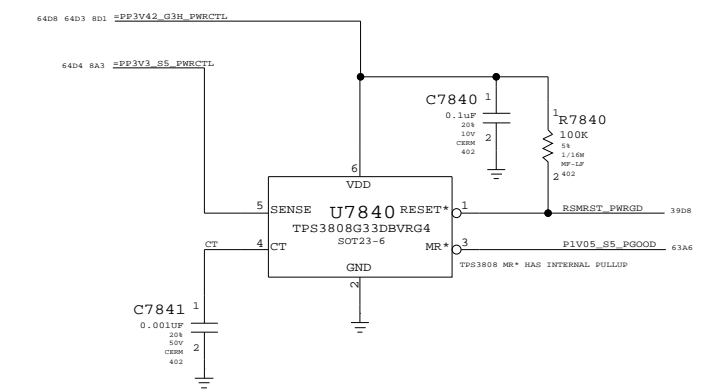 64D8 64D3 8D1 =PP3V42_G3H_PWRCTL
64D4 8A3 =PP3V3_S5_PWRCTL
C7840 1
0.1uF
20%
10V
CERM
402
2
1
R7840
100K
5%
1/16W
MF-LF
402
2
6
VDD
5 SENSE
U7840
RESET* 1
RSMRST_PWRGD 39D8
TPS3808G33DBVRG4
SOT23-6
CT 4 CT
MR* 3
P1V05_S5_PGOOD 63A6
TPS3808 MR* HAS INTERNAL PULLUP
GND
2
C7841 1
0.001UF
20%
50V
CERM
402
2